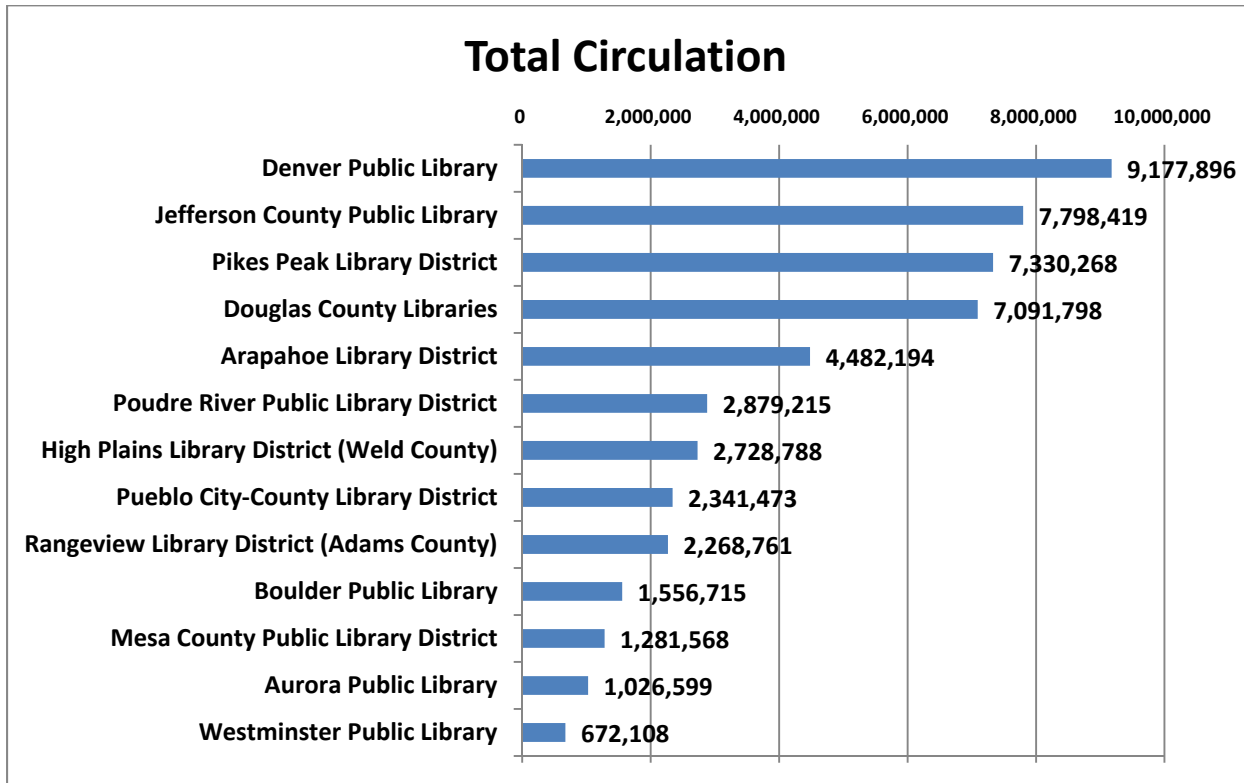 Total Circulation
0 2,000,000 4,000,000 6,000,000 8,000,000 10,000,000
Denver Public Library 9,177,896
Jefferson County Public Library 7,798,419
Pikes Peak Library District 7,330,268
Douglas County Libraries 7,091,798
Arapahoe Library District 4,482,194
Poudre River Public Library District 2,879,215
High Plains Library District (Weld County) 2,728,788
Pueblo City-County Library District 2,341,473
Rangeview Library District (Adams County) 2,268,761
Boulder Public Library 1,556,715
Mesa County Public Library District 1,281,568
Aurora Public Library 1,026,599
Westminster Public Library 672,108